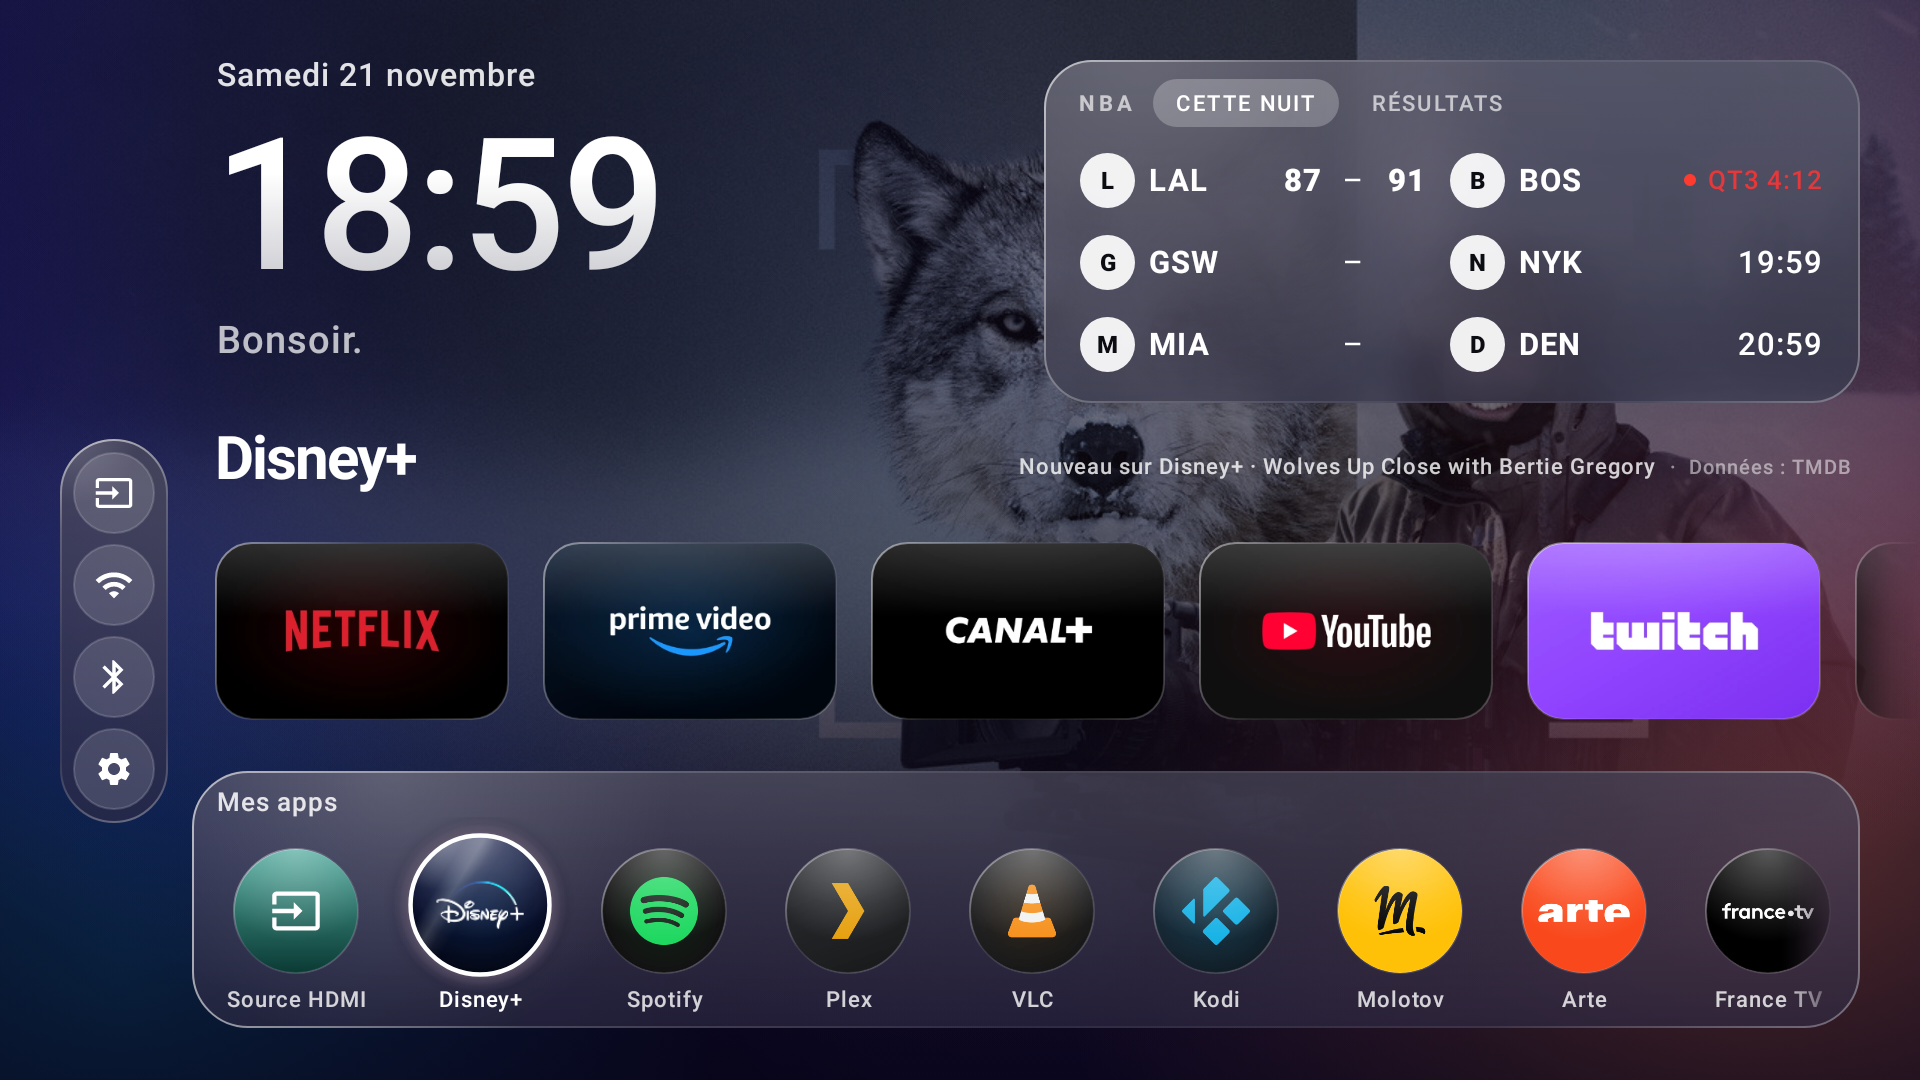 Samedi 21 novembre
18:59
Bonsoir.
NBA CETTE NUIT RÉSULTATS
L LAL 87 – 91 B BOS • QT3 4:12
G GSW – N NYK 19:59
M MIA – D DEN 20:59
Disney+
Nouveau sur Disney+ · Wolves Up Close with Bertie Gregory · Données : TMDB
NETFLIX
prime video
CANAL+
YouTube
twitch
Mes apps
Disney+
m.
arte
france•tv
Source HDMI
Disney+
Spotify
Plex
VLC
Kodi
Molotov
Arte
France TV